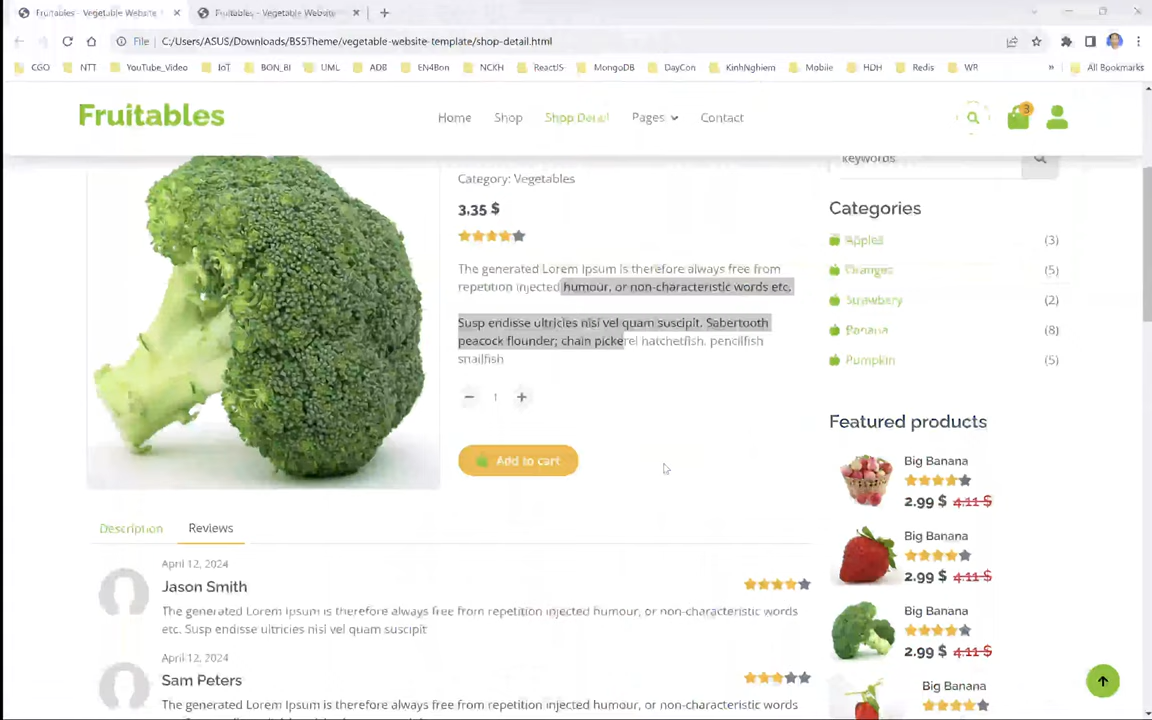 Fruitables - Vegetable Website
Fruitables - Vegetable Website
File
C:/Users/ASUS/Downloads/BS5Theme/vegetable-website-template/shop-detail.html
CGO
NTT
YouTube_Video
IoT
BON_BI
UML
ADB
EN4Bon
NCKH
ReactJS
MongoDB
DayCon
KinhNghiem
Mobile
HDH
Redis
WR
»
All Bookmarks
Fruitables
Home
Shop
Shop Detail
Pages
Contact
3
keywords
Category: Vegetables
3,35 $
The generated Lorem Ipsum is therefore always free from
repetition injected humour, or non-characteristic words etc.
Susp endisse ultricies nisi vel quam suscipit. Sabertooth
peacock flounder; chain pickerel hatchetfish, pencilfish
snailfish
1
Add to cart
Categories
Apples
(3)
Oranges
(5)
Strawbery
(2)
Banana
(8)
Pumpkin
(5)
Featured products
Big Banana
2.99 $ 4.11 $
Big Banana
2.99 $ 4.11 $
Big Banana
2.99 $ 4.11 $
Big Banana
Description
Reviews
April 12, 2024
Jason Smith
The generated Lorem Ipsum is therefore always free from repetition injected humour, or non-characteristic words
etc. Susp endisse ultricies nisi vel quam suscipit
April 12, 2024
Sam Peters
The generated Lorem Ipsum is therefore always free from repetition injected humour, or non-characteristic words